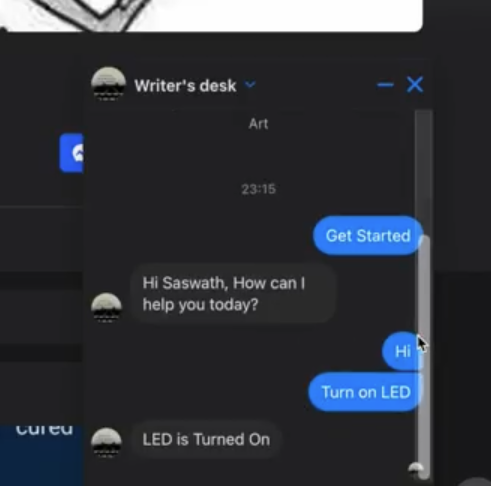 Writer's desk
Art
23:15
Get Started
Hi Saswath, How can I
help you today?
Hi
Turn on LED
cured
LED is Turned On